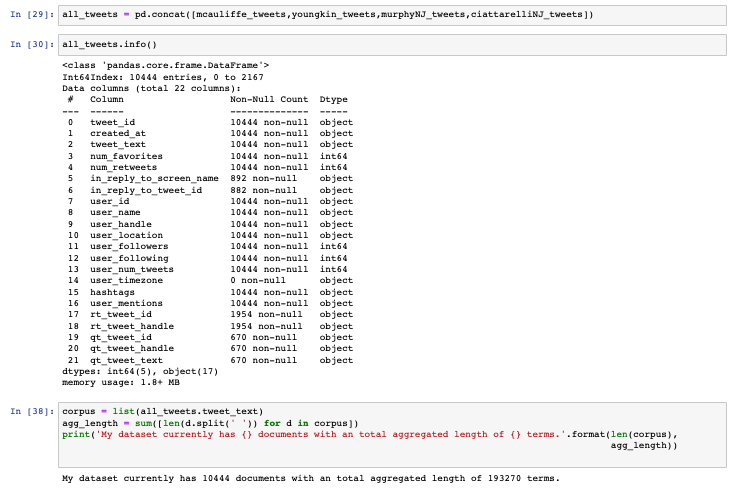 In [29]: all_tweets = pd.concat([mcauliffe_tweets,youngkin_tweets,murphyNJ_tweets,ciattarelliNJ_tweets])
In [30]: all_tweets.info()
<class 'pandas.core.frame.DataFrame'>
Int64Index: 10444 entries, 0 to 2167
Data columns (total 22 columns):
 #   Column                 Non-Null Count  Dtype
---  ------                 --------------  -----
 0   tweet_id               10444 non-null  object
 1   created_at             10444 non-null  object
 2   tweet_text             10444 non-null  object
 3   num_favorites          10444 non-null  int64
 4   num_retweets           10444 non-null  int64
 5   in_reply_to_screen_name  892 non-null    object
 6   in_reply_to_tweet_id   882 non-null    object
 7   user_id                10444 non-null  object
 8   user_name              10444 non-null  object
 9   user_handle            10444 non-null  object
 10  user_location          10444 non-null  object
 11  user_followers         10444 non-null  int64
 12  user_following         10444 non-null  int64
 13  user_num_tweets        10444 non-null  int64
 14  user_timezone          0 non-null      object
 15  hashtags               10444 non-null  object
 16  user_mentions          10444 non-null  object
 17  rt_tweet_id            1954 non-null   object
 18  rt_tweet_handle        1954 non-null   object
 19  qt_tweet_id            670 non-null    object
 20  qt_tweet_handle        670 non-null    object
 21  qt_tweet_text          670 non-null    object
dtypes: int64(5), object(17)
memory usage: 1.8+ MB
In [38]: corpus = list(all_tweets.tweet_text)
agg_length = sum([len(d.split(' ')) for d in corpus])
print('My dataset currently has {} documents with an total aggregated length of {} terms.'.format(len(corpus),
agg_length))
My dataset currently has 10444 documents with an total aggregated length of 193270 terms.